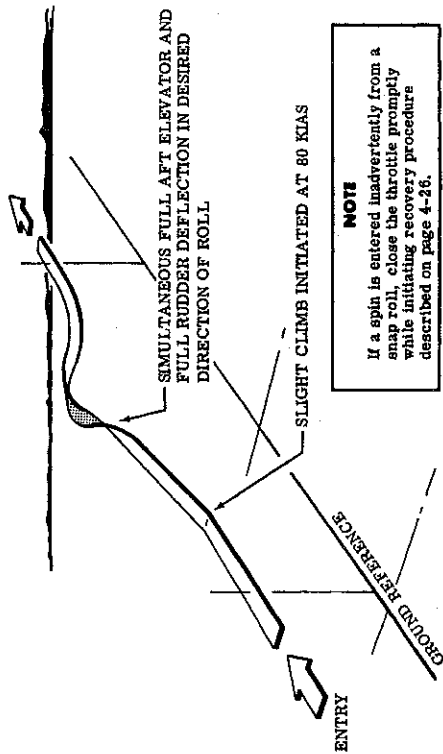 SIMULTANEOUS FULL AFT ELEVATOR AND
FULL RUDDER DEFLECTION IN DESIRED
DIRECTION OF ROLL
SLIGHT CLIMB INITIATED AT 80 KIAS
ENTRY
GROUND REFERENCE
NOTE
If a spin is entered inadvertently from a
snap roll, close the throttle promptly
while initiating recovery procedure
described on page 4-26.